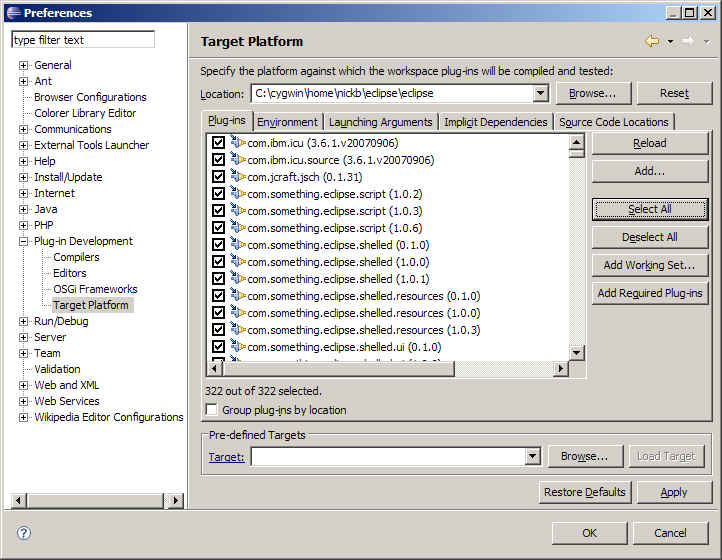 Preferences
type filter text
General
Ant
Browser Configurations
Colorer Library Editor
Communications
External Tools Launcher
Help
Install/Update
Internet
Java
PHP
Plug-in Development
Compilers
Editors
OSGi Frameworks
Target Platform
Run/Debug
Server
Team
Validation
Web and XML
Web Services
Wikipedia Editor Configurations
Target Platform
Specify the platform against which the workspace plug-ins will be compiled and tested:
Location: C:\cygwin\home\nickb\eclipse\eclipse Browse... Reset
Plug-ins Environment Launching Arguments Implicit Dependencies Source Code Locations
com.ibm.icu (3.6.1.v20070906)
com.ibm.icu.source (3.6.1.v20070906)
com.jcraft.jsch (0.1.31)
com.something.eclipse.script (1.0.2)
com.something.eclipse.script (1.0.3)
com.something.eclipse.script (1.0.6)
com.something.eclipse.shelled (0.1.0)
com.something.eclipse.shelled (1.0.0)
com.something.eclipse.shelled (1.0.1)
com.something.eclipse.shelled.resources (0.1.0)
com.something.eclipse.shelled.resources (1.0.0)
com.something.eclipse.shelled.resources (1.0.3)
com.something.eclipse.shelled.ui (0.1.0)
Reload
Add...
Select All
Deselect All
Add Working Set...
Add Required Plug-ins
322 out of 322 selected.
Group plug-ins by location
Pre-defined Targets
Target: Browse... Load Target
Restore Defaults Apply
OK Cancel